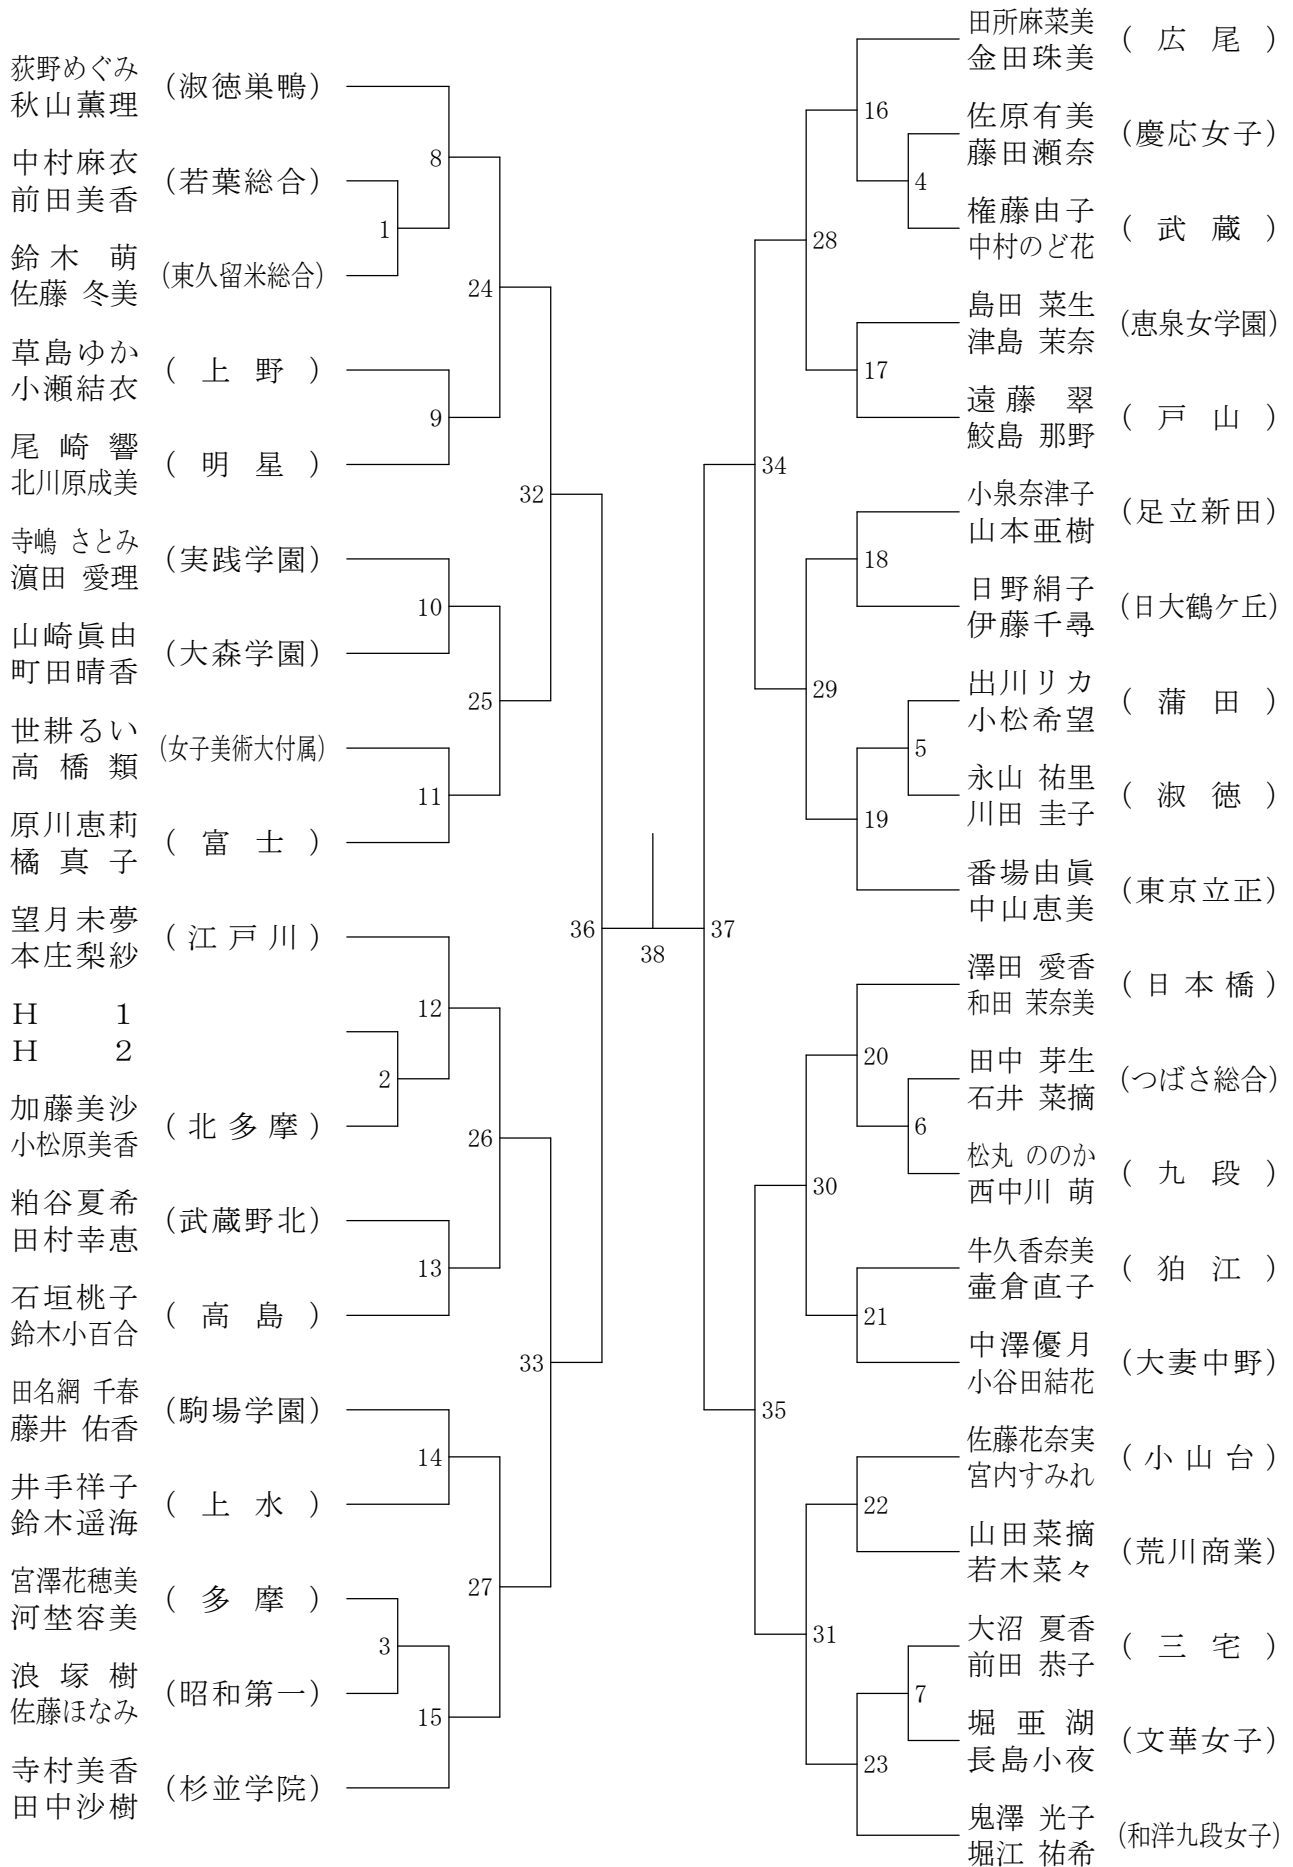 荻野めぐみ
秋山薫理
(淑徳巣鴨)
中村麻衣
前田美香
(若葉総合)
鈴木 萌
佐藤 冬美
(東久留米総合)
草島ゆか
小瀬結衣
( 上 野 )
尾 崎 響
北川原成美
( 明 星 )
寺嶋 さとみ
濵田 愛理
(実践学園)
山崎眞由
町田晴香
(大森学園)
世耕るい
高 橋 類
(女子美術大付属)
原川恵莉
橘 真 子
( 富 士 )
望月未夢
本庄梨紗
( 江 戸 川 )
H 1
H 2
加藤美沙
小松原美香
( 北 多 摩 )
粕谷夏希
田村幸恵
(武蔵野北)
石垣桃子
鈴木小百合
( 高 島 )
田名網 千春
藤井 佑香
(駒場学園)
井手祥子
鈴木遥海
( 上 水 )
宮澤花穂美
河埜容美
( 多 摩 )
浪 塚 樹
佐藤ほなみ
(昭和第一)
寺村美香
田中沙樹
(杉並学院)
1
2
3
8
9
10
11
12
13
14
15
24
25
26
27
32
33
36
38
37
34
35
28
29
30
31
16
17
18
19
20
21
22
23
4
5
6
7
田所麻菜美
金田珠美
( 広 尾 )
佐原有美
藤田瀬奈
(慶応女子)
権藤由子
中村のど花
( 武 蔵 )
島田 菜生
津島 茉奈
(恵泉女学園)
遠藤 翠
鮫島 那野
( 戸 山 )
小泉奈津子
山本亜樹
(足立新田)
日野絹子
伊藤千尋
(日大鶴ケ丘)
出川リカ
小松希望
( 蒲 田 )
永山 祐里
川田 圭子
( 淑 徳 )
番場由眞
中山恵美
(東京立正)
澤田 愛香
和田 茉奈美
( 日 本 橋 )
田中 芽生
石井 菜摘
(つばさ総合)
松丸 ののか
西中川 萌
( 九 段 )
牛久香奈美
壷倉直子
( 狛 江 )
中澤優月
小谷田結花
(大妻中野)
佐藤花奈実
宮内すみれ
( 小 山 台 )
山田菜摘
若木菜々
(荒川商業)
大沼 夏香
前田 恭子
( 三 宅 )
堀 亜 湖
長島小夜
(文華女子)
鬼澤 光子
堀江 祐希
(和洋九段女子)